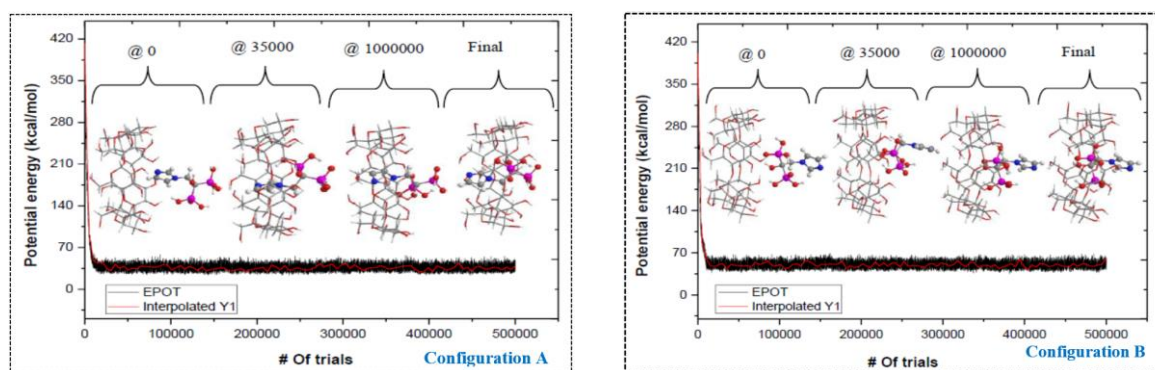 @ 0
@ 35000
@ 1000000
Final
420
350
280
210
140
70
0
Potential energy (kcal/mol)
EPOT
Interpolated Y1
0
100000
200000
300000
400000
500000
# Of trials
Configuration A
@ 0
@ 35000
@ 1000000
Final
420
350
280
210
140
70
0
Potential energy (kcal/mol)
EPOT
Interpolated Y1
0
100000
200000
300000
400000
500000
# Of trials
Configuration B